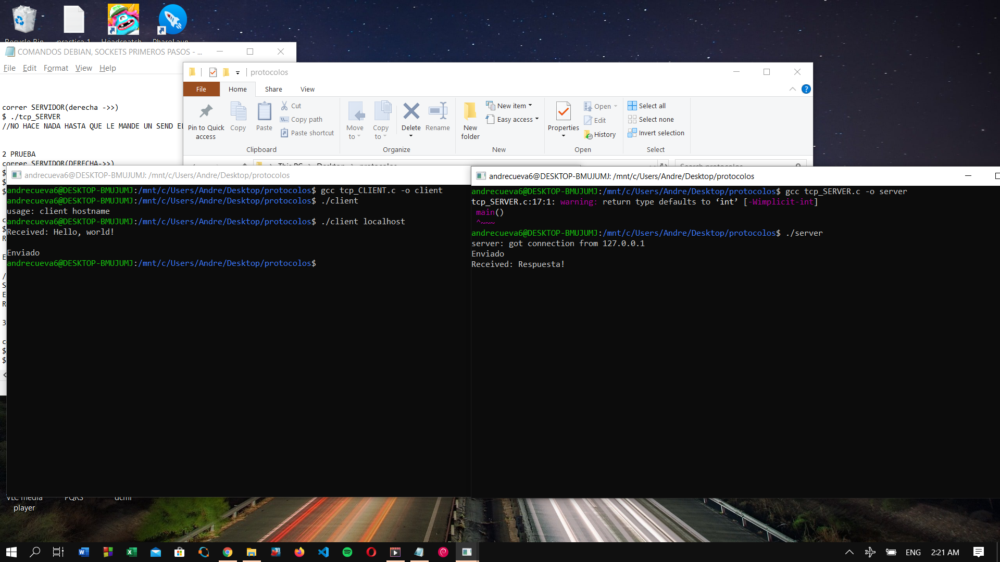 COMANDOS DEBIAN, SOCKETS PRIMEROS PASOS - ...
File Edit Format View Help
correr SERVIDOR(derecha ->>)
$ ./tcp_SERVER
//NO HACE NADA HASTA QUE LE MANDE UN SEND EL
2 PRUEBA
correr SERVIDOR(DERECHA->>)
protocolos
File Home Share View
Pin to Quick access
Copy
Paste
Cut
Copy path
Paste shortcut
Clipboard
Move to
Copy to
Delete
Rename
Organize
New folder
New item
Easy access
New
Properties
Open
Edit
History
Open
Select all
Select none
Invert selection
Select
This PC Desktop protocolos
Search protocolos
andrecueva6@DESKTOP-BMUJUMJ: /mnt/c/Users/Andre/Desktop/protocolos
andrecueva6@DESKTOP-BMUJUMJ:/mnt/c/Users/Andre/Desktop/protocolos$ gcc tcp_CLIENT.c -o client
andrecueva6@DESKTOP-BMUJUMJ:/mnt/c/Users/Andre/Desktop/protocolos$ ./client
usage: client hostname
andrecueva6@DESKTOP-BMUJUMJ:/mnt/c/Users/Andre/Desktop/protocolos$ ./client localhost
Received: Hello, world!
Enviado
andrecueva6@DESKTOP-BMUJUMJ:/mnt/c/Users/Andre/Desktop/protocolos$
andrecueva6@DESKTOP-BMUJUMJ: /mnt/c/Users/Andre/Desktop/protocolos
andrecueva6@DESKTOP-BMUJUMJ:/mnt/c/Users/Andre/Desktop/protocolos$ gcc tcp_SERVER.c -o server
tcp_SERVER.c:17:1: warning: return type defaults to ‘int’ [-Wimplicit-int]
main()
^~~~
andrecueva6@DESKTOP-BMUJUMJ:/mnt/c/Users/Andre/Desktop/protocolos$ ./server
server: got connection from 127.0.0.1
Enviado
Received: Respuesta!
Recycle Bin
practica 1
Headsnatch
PharoLaun
VLC media player
PQRS
dcmi
ENG
2:21 AM